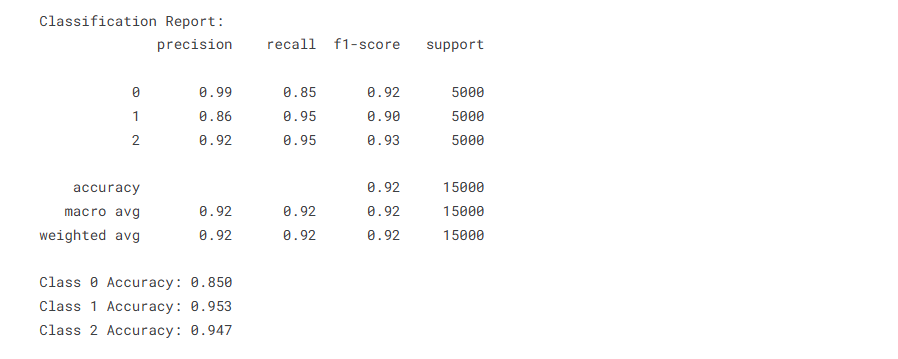 Classification Report:
precision recall f1-score support
0 0.99 0.85 0.92 5000
1 0.86 0.95 0.90 5000
2 0.92 0.95 0.93 5000
accuracy 0.92 15000
macro avg 0.92 0.92 0.92 15000
weighted avg 0.92 0.92 0.92 15000
Class 0 Accuracy: 0.850
Class 1 Accuracy: 0.953
Class 2 Accuracy: 0.947